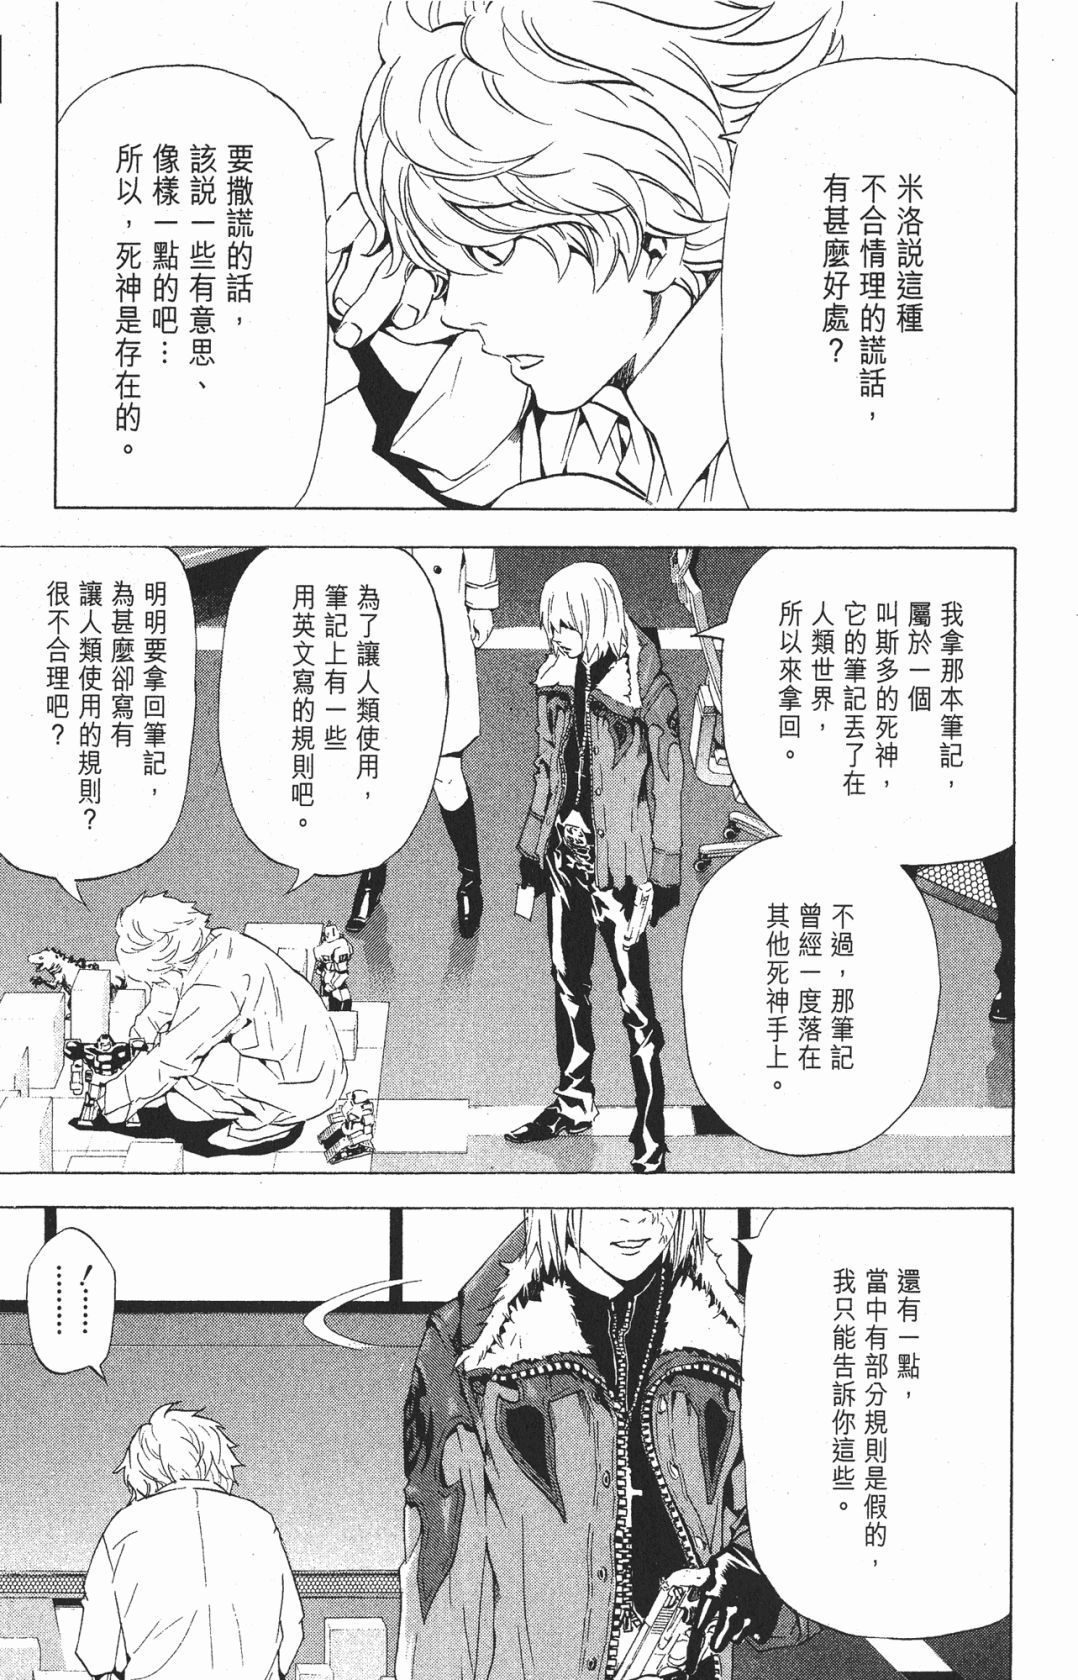 米洛說這種
不合情理的謊話，
有甚麼好處？
要撒謊的話，
該說一些有意思、
像樣一點的吧…
所以，死神是存在的。
我拿那本筆記，
屬於一個
叫斯多的死神，
它的筆記丟了在
人類世界，
所以來拿回。
不過，那筆記
曾經一度落在
其他死神手上。
為了讓人類使用，
筆記上有一些
用英文寫的規則吧。
明明要拿回筆記，
為甚麼卻寫有
讓人類使用的規則？
很不合理吧？
還有一點，
當中有部分規則是假的，
我只能告訴你這些。
！……
……